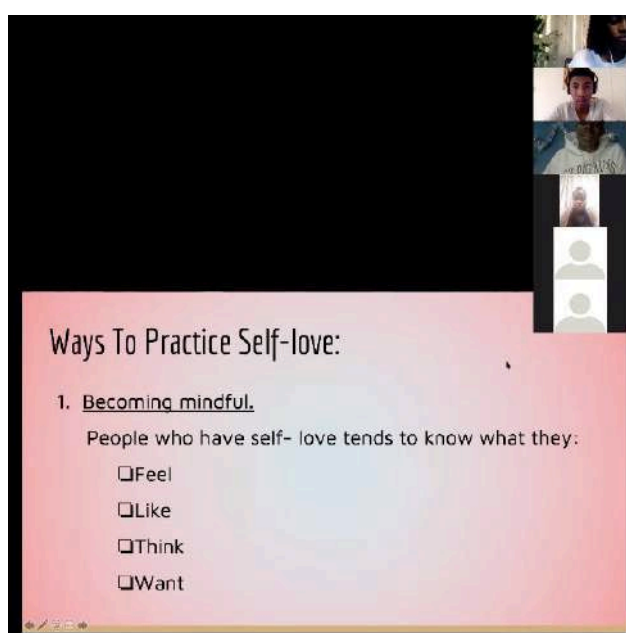 Ways To Practice Self-love:
1. Becoming mindful.
People who have self- love tends to know what they:
❑Feel
❑Like
❑Think
❑Want